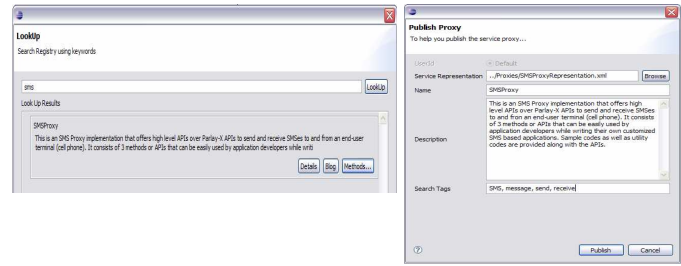 LookUp
Search Registry using keywords
sms
LookUp
Look Up Results
SMSProxy
This is an SMS Proxy implementation that offers high level APIs over Parlay-X APIs to send and receive SMSes to and from an end-user
terminal (cell phone). It consists of 3 methods or APIs that can be easily used by application developers while writi
Details Blog Methods...
Publish Proxy
To help you publish the service proxy...
UserId Default
Service Representation ../Proxies/SMSProxyRepresentation.xml Browse
Name SMSProxy
Description
This is an SMS Proxy implementation that offers high
level APIs over Parlay-X APIs to send and receive SMSes
to and from an end-user terminal (cell phone). It consists
of 3 methods or APIs that can be easily used by
application developers while writing their own customized
SMS based applications. Sample codes as well as utility
codes are provided along with the APIs.
Search Tags SMS, message, send, receive
? Publish Cancel